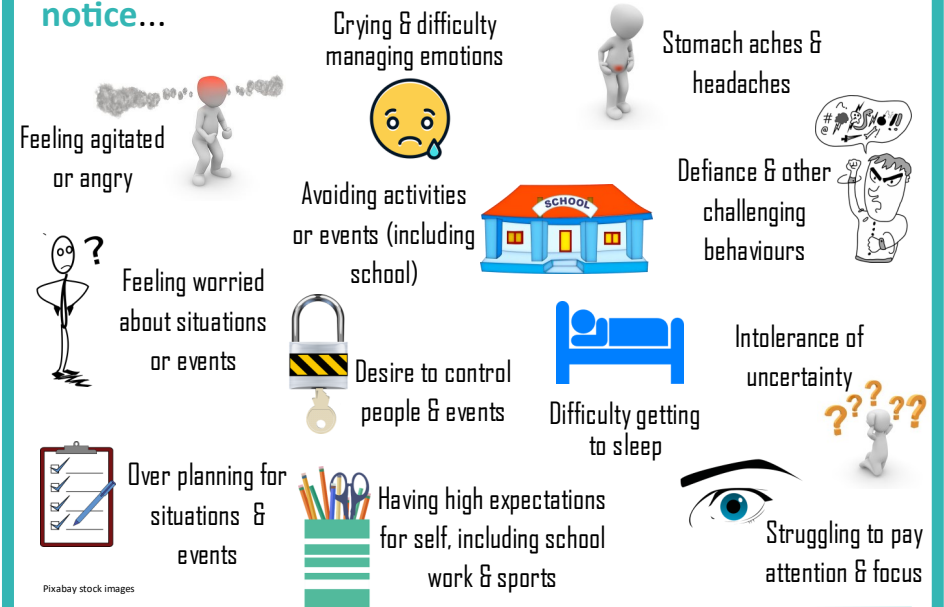 notice...
Crying & difficulty
managing emotions
Stomach aches &
headaches
Feeling agitated
or angry
Defiance & other
challenging
behaviours
Avoiding activities
or events (including
school)
SCHOOL
Feeling worried
about situations
or events
?
Desire to control
people & events
Difficulty getting
to sleep
Intolerance of
uncertainty
?????
Over planning for
situations &
events
Having high expectations
for self, including school
work & sports
Struggling to pay
attention & focus
Pixabay stock images